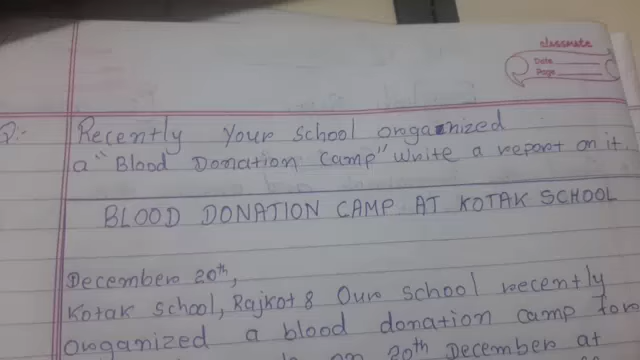 classmate
Date
Page
Q:-
Recently Your school organized
a "Blood Donation Camp" Write a report on it.
BLOOD DONATION CAMP AT KOTAK SCHOOL
December 20th,
Kotak school, Rajkot 8 Our school recently
organized a blood donation camp for
on 20th December at